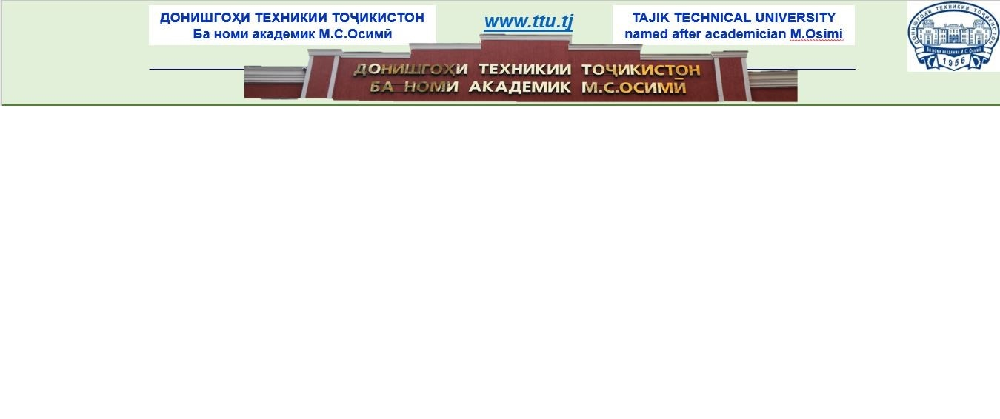 ДОНИШГОҲИ ТЕХНИКИИ ТОҶИКИСТОН
Ба номи академик М.С.Осимӣ
www.ttu.tj
TAJIK TECHNICAL UNIVERSITY
named after academician M.Osimi
ДОНИШГОҲИ ТЕХНИКИИ ТОҶИКИСТОН
БА НОМИ АКАДЕМИК М.С.ОСИМӢ
ДОНИШГОҲИ ТЕХНИКИИ ТОҶИКИСТОН
Ба номи академик М.С. Осимӣ
1956